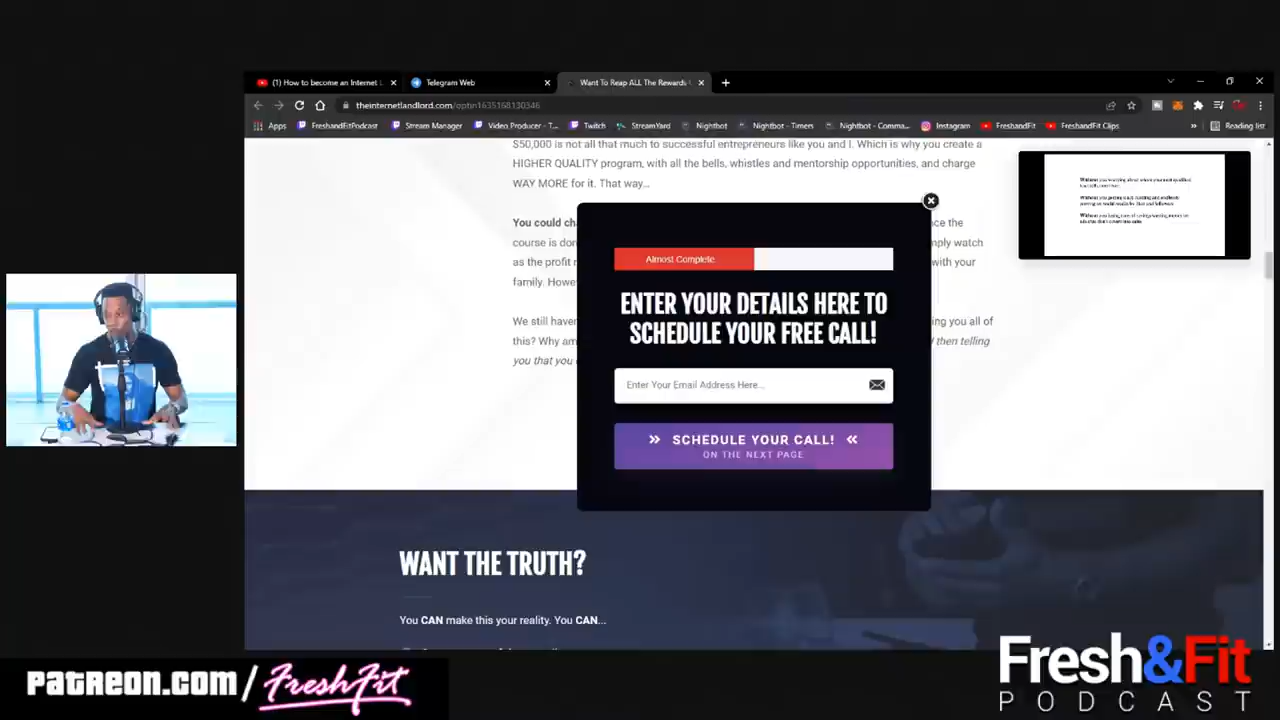 (1) How to become an Internet L
Telegram Web
Want To Reap ALL The Rewards
theinternetlandlord.com/optin1635168130346
Apps
FreshandFitPodcast
Stream Manager
Video Producer - T...
Twitch
StreamYard
Nightbot
Nightbot - Timers
Nightbot - Comma...
Instagram
FreshandFit
FreshandFit Clips
»
Reading list
$50,000 is not all that much to successful entrepreneurs like you and I. Which is why you create a
HIGHER QUALITY program, with all the bells, whistles and mentorship opportunities, and charge
WAY MORE for it. That way...
You could cha
nce the
course is don
mply watch
as the profit r
with your
family. Howe
We still haven
ing you all of
this? Why am
then telling
you that you
Almost Complete
ENTER YOUR DETAILS HERE TO
SCHEDULE YOUR FREE CALL!
Enter Your Email Address Here...
» SCHEDULE YOUR CALL! «
ON THE NEXT PAGE
WANT THE TRUTH?
You CAN make this your reality. You CAN...
PATREON.COM/FreshFit
Fresh&Fit
PODCAST